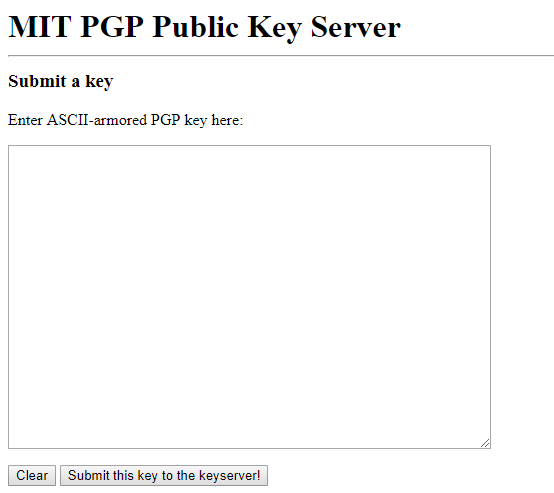 MIT PGP Public Key Server
Submit a key
Enter ASCII-armored PGP key here:
Clear Submit this key to the keyserver!